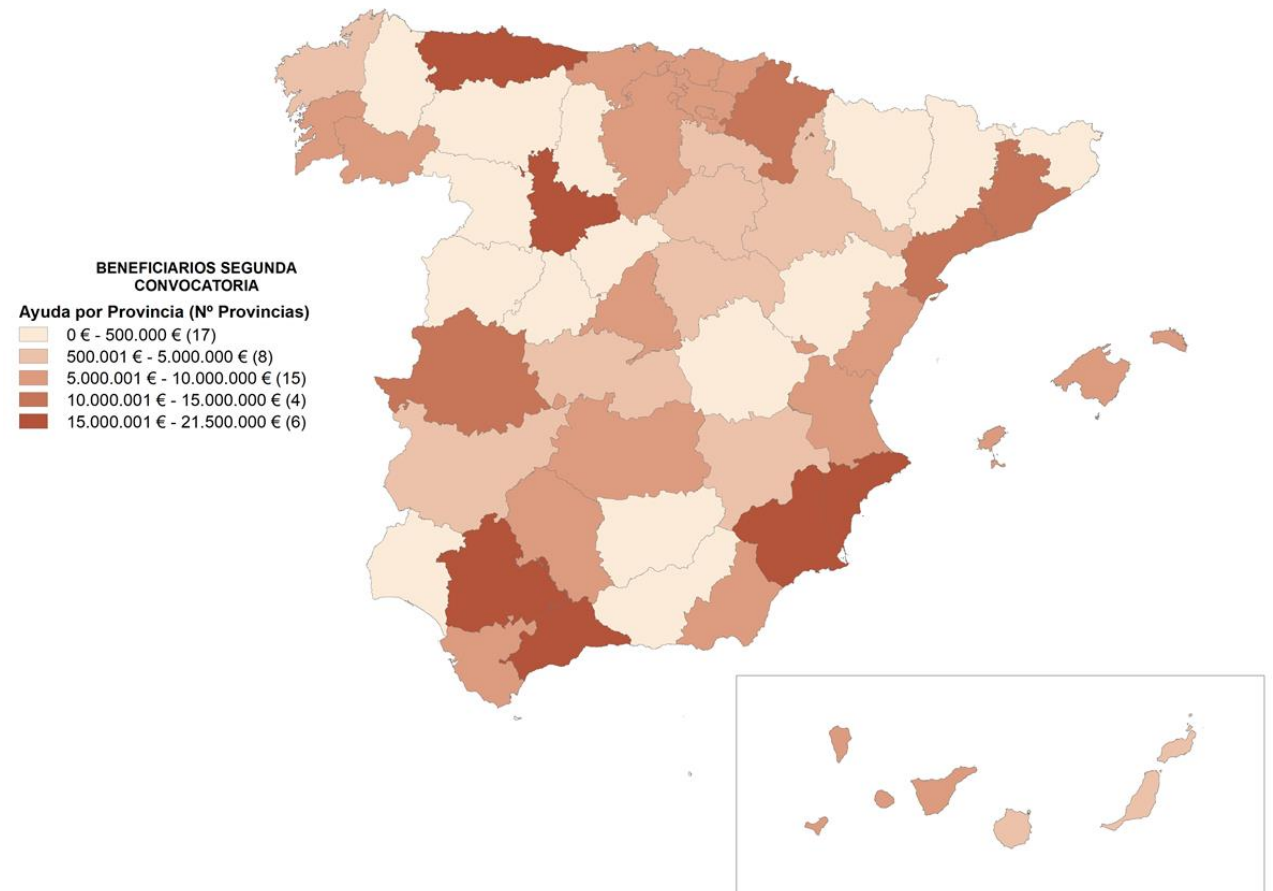 BENEFICIARIOS SEGUNDA
CONVOCATORIA
Ayuda por Provincia (Nº Provincias)
0 € - 500.000 € (17)
500.001 € - 5.000.000 € (8)
5.000.001 € - 10.000.000 € (15)
10.000.001 € - 15.000.000 € (4)
15.000.001 € - 21.500.000 € (6)